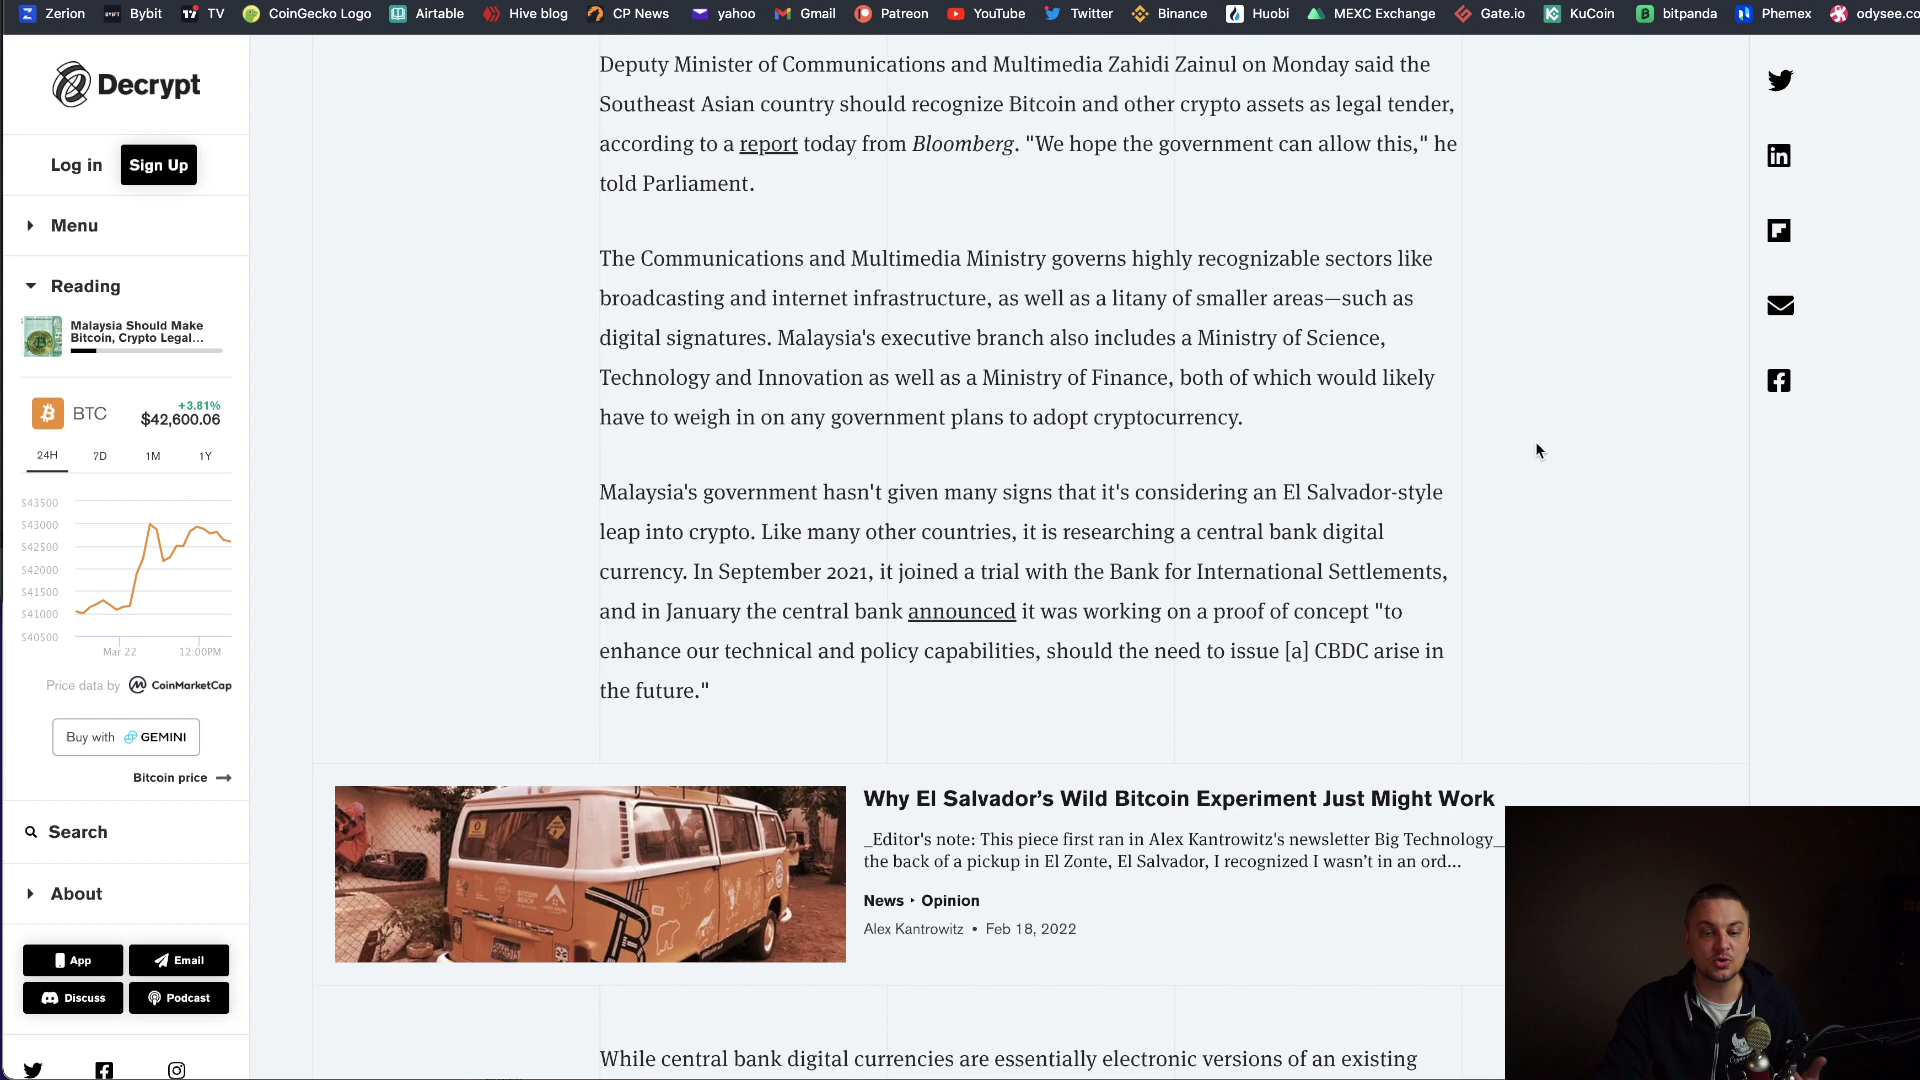 Zerion Bybit TV CoinGecko Logo Airtable Hive blog CP News yahoo Gmail Patreon YouTube Twitter Binance Huobi MEXC Exchange Gate.io KuCoin bitpanda Phemex odysee.co
Decrypt
Log in Sign Up
Menu
Reading
Malaysia Should Make
Bitcoin, Crypto Legal...
BTC
+3.81%
$42,600.06
24H 7D 1M 1Y
$43500
$43000
$42500
$42000
$41500
$41000
$40500
Mar 22 12:00PM
Price data by CoinMarketCap
Buy with GEMINI
Bitcoin price
Search
About
App Email
Discuss Podcast
Deputy Minister of Communications and Multimedia Zahidi Zainul on Monday said the
Southeast Asian country should recognize Bitcoin and other crypto assets as legal tender,
according to a report today from Bloomberg. "We hope the government can allow this," he
told Parliament.
The Communications and Multimedia Ministry governs highly recognizable sectors like
broadcasting and internet infrastructure, as well as a litany of smaller areas—such as
digital signatures. Malaysia's executive branch also includes a Ministry of Science,
Technology and Innovation as well as a Ministry of Finance, both of which would likely
have to weigh in on any government plans to adopt cryptocurrency.
Malaysia's government hasn't given many signs that it's considering an El Salvador-style
leap into crypto. Like many other countries, it is researching a central bank digital
currency. In September 2021, it joined a trial with the Bank for International Settlements,
and in January the central bank announced it was working on a proof of concept "to
enhance our technical and policy capabilities, should the need to issue [a] CBDC arise in
the future."
Why El Salvador’s Wild Bitcoin Experiment Just Might Work
_Editor's note: This piece first ran in Alex Kantrowitz's newsletter Big Technology_
the back of a pickup in El Zonte, El Salvador, I recognized I wasn’t in an ord...
News • Opinion
Alex Kantrowitz • Feb 18, 2022
While central bank digital currencies are essentially electronic versions of an existing